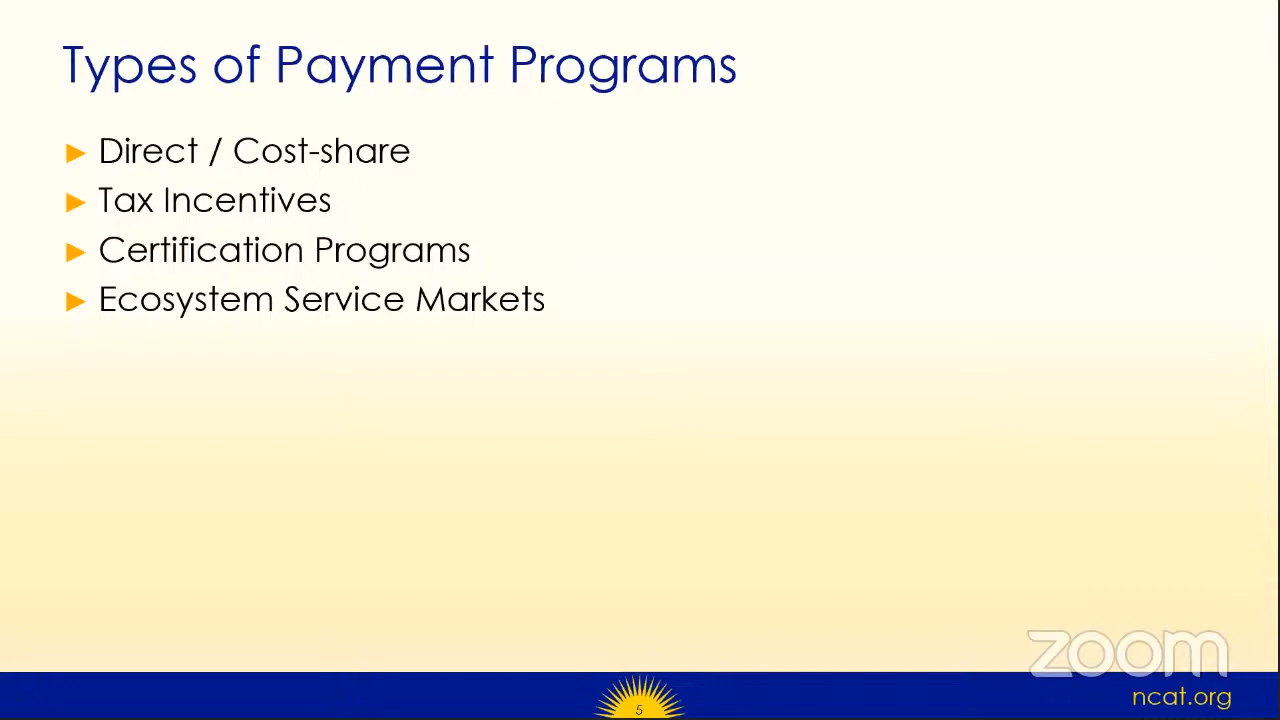 Types of Payment Programs
Direct / Cost-share
Tax Incentives
Certification Programs
Ecosystem Service Markets
zoom
5
ncat.org